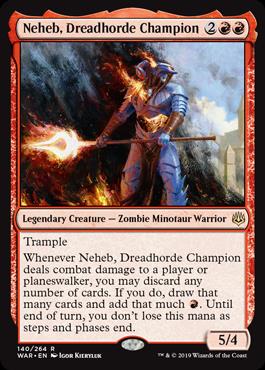 Neheb, Dreadhorde Champion 2
Legendary Creature — Zombie Minotaur Warrior
Trample
Whenever Neheb, Dreadhorde Champion
deals combat damage to a player or
planeswalker, you may discard any
number of cards. If you do, draw that
many cards and add that much . Until
end of turn, you don't lose this mana as
steps and phases end.
5/4
140/264 R
WAR • EN Igor Kieryluk
™ & © 2019 Wizards of the Coast